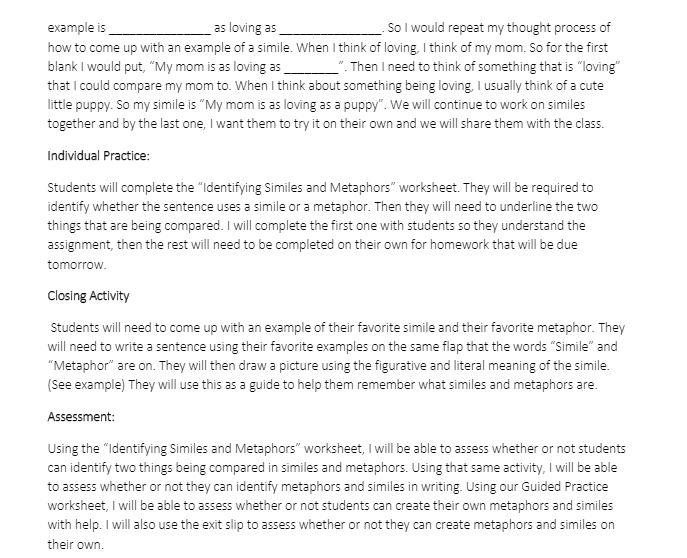 example is _______________ as loving as _______________. So I would repeat my thought process of
how to come up with an example of a simile. When I think of loving, I think of my mom. So for the first
blank I would put, "My mom is as loving as ________". Then I need to think of something that is "loving"
that I could compare my mom to. When I think about something being loving, I usually think of a cute
little puppy. So my simile is "My mom is as loving as a puppy". We will continue to work on similes
together and by the last one, I want them to try it on their own and we will share them with the class.
Individual Practice:
Students will complete the "Identifying Similes and Metaphors" worksheet. They will be required to
identify whether the sentence uses a simile or a metaphor. Then they will need to underline the two
things that are being compared. I will complete the first one with students so they understand the
assignment, then the rest will need to be completed on their own for homework that will be due
tomorrow.
Closing Activity
Students will need to come up with an example of their favorite simile and their favorite metaphor. They
will need to write a sentence using their favorite examples on the same flap that the words "Simile" and
"Metaphor" are on. They will then draw a picture using the figurative and literal meaning of the simile.
(See example) They will use this as a guide to help them remember what similes and metaphors are.
Assessment:
Using the "Identifying Similes and Metaphors" worksheet, I will be able to assess whether or not students
can identify two things being compared in similes and metaphors. Using that same activity, I will be able
to assess whether or not they can identify metaphors and similes in writing. Using our Guided Practice
worksheet, I will be able to assess whether or not students can create their own metaphors and similes
with help. I will also use the exit slip to assess whether or not they can create metaphors and similes on
their own.